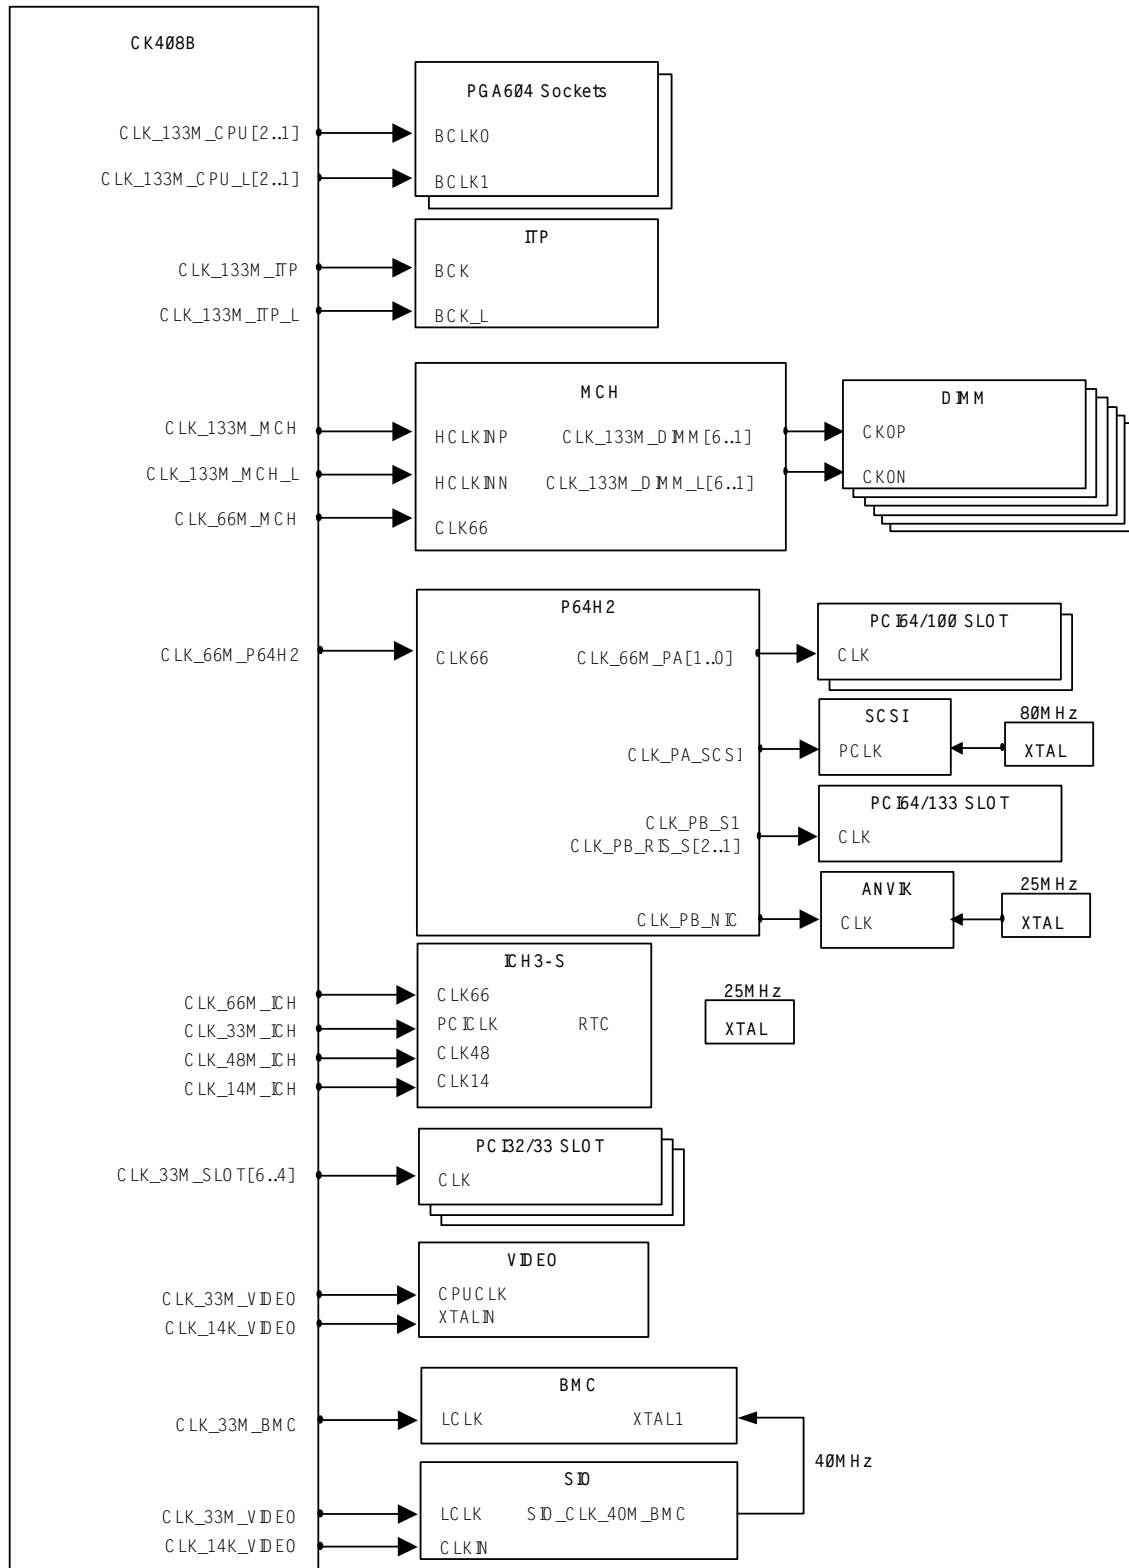 CK408B
PGA604 Sockets
CLK_133M_CPU[2..1]
BCLK0
CLK_133M_CPU_L[2..1]
BCLK1
ITP
CLK_133M_ITP
BCK
CLK_133M_ITP_L
BCK_L
MCH
DIMM
CLK_133M_MCH
HCLKINP
CLK_133M_DIMM[6..1]
CK0P
CLK_133M_MCH_L
HCLKINN
CLK_133M_DIMM_L[6..1]
CK0N
CLK_66M_MCH
CLK66
P64H2
PCI64/100 SLOT
CLK_66M_P64H2
CLK66
CLK_66M_PA[1..0]
CLK
SCSI
80MHz
CLK_PA_SCSI
PCLK
XTAL
PCI64/133 SLOT
CLK_PB_S1
CLK_PB_RIS_S[2..1]
CLK
ANVIK
25MHz
CLK_PB_NIC
CLK
XTAL
ICH3-S
CLK_66M_ICH
CLK66
25MHz
CLK_33M_ICH
PCICLK
RTC
XTAL
CLK_48M_ICH
CLK48
CLK_14M_ICH
CLK14
PCI32/33 SLOT
CLK_33M_SLOT[6..4]
CLK
VIDEO
CLK_33M_VIDEO
CPUCLK
CLK_14K_VIDEO
XTALIN
BMC
CLK_33M_BMC
LCLK
XTAL1
40MHz
SIO
CLK_33M_VIDEO
LCLK
SIO_CLK_40M_BMC
CLK_14K_VIDEO
CLKIN